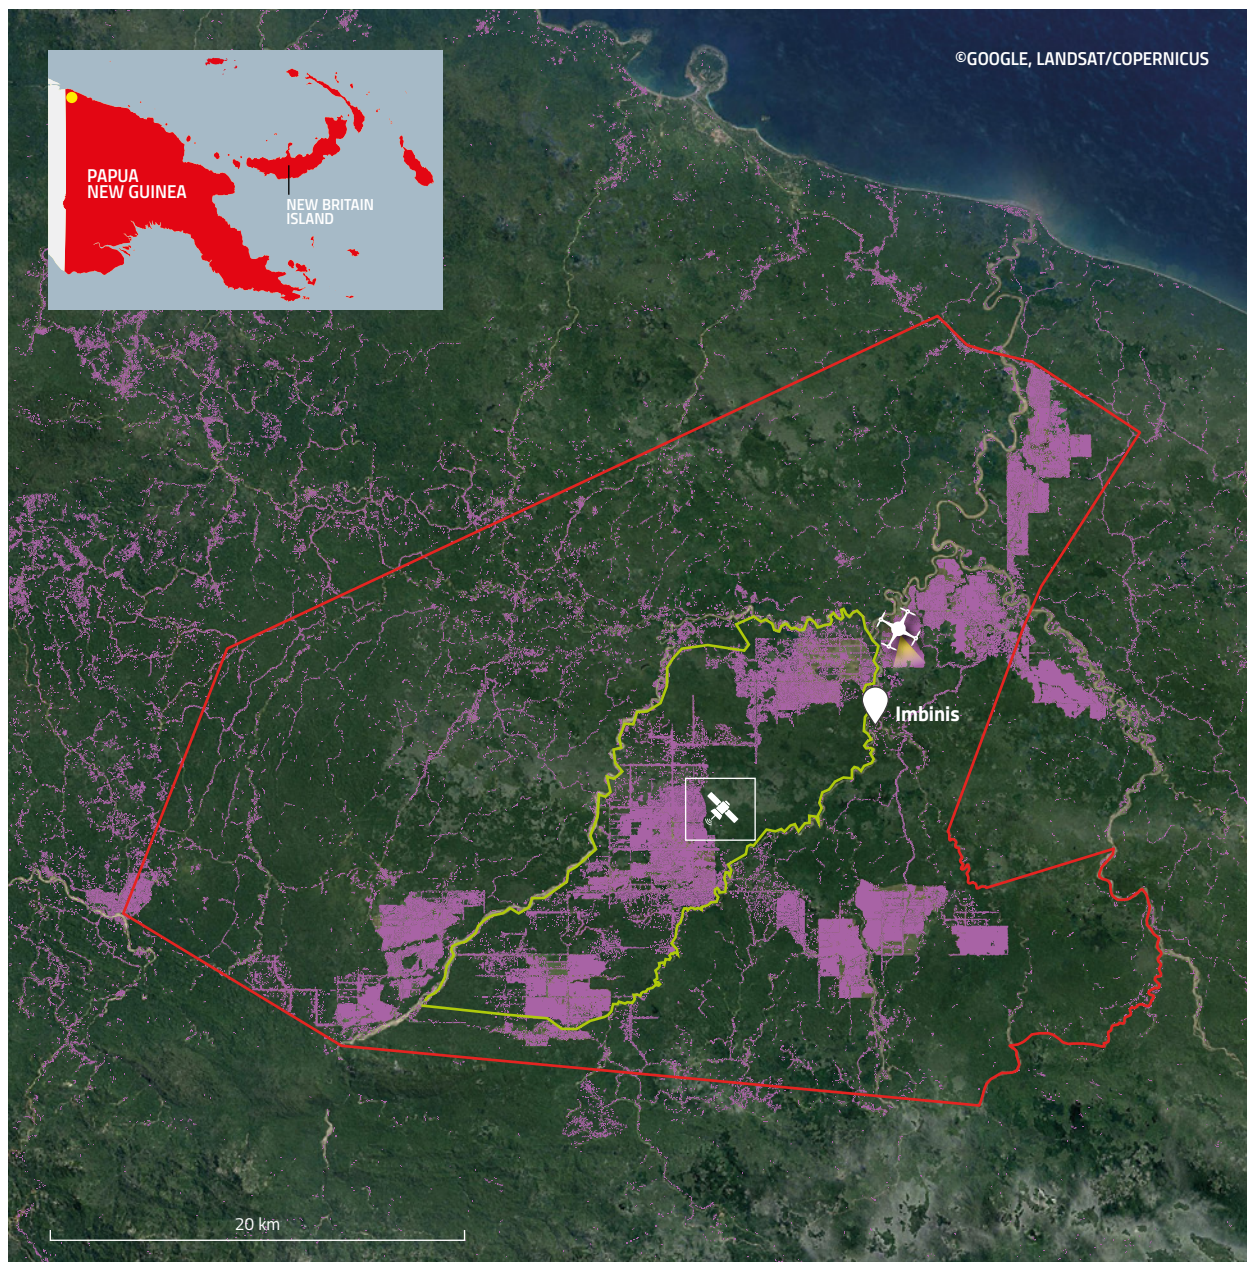 ©GOOGLE, LANDSAT/COPERNICUS
PAPUA
NEW GUINEA
NEW BRITAIN
ISLAND
Imbinis
20 km